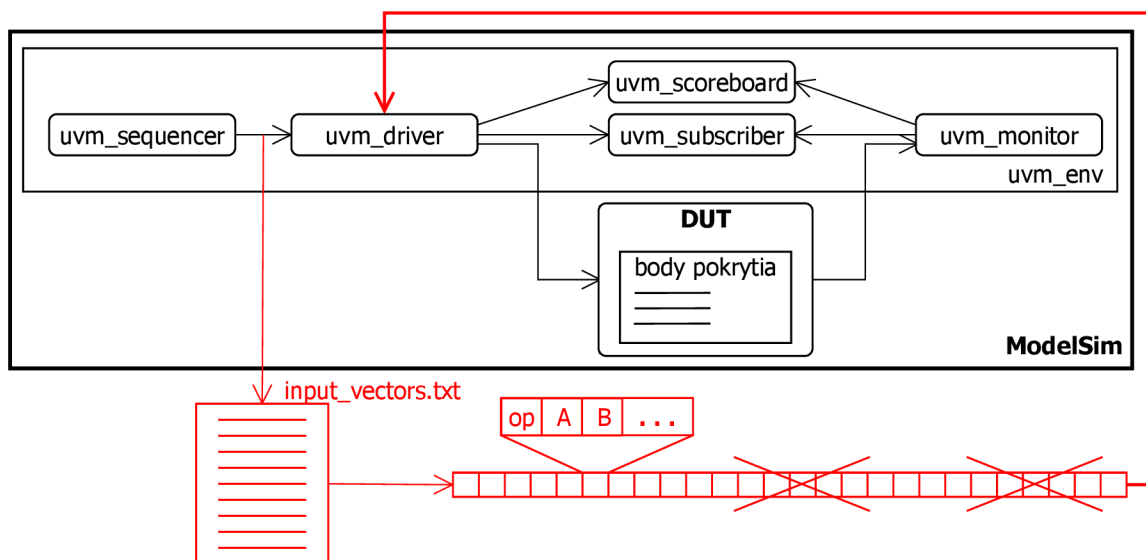 uvm_scoreboard
uvm_sequencer
uvm_driver
uvm_subscriber
uvm_monitor
uvm_env
DUT
body pokrytia
ModelSim
input_vectors.txt
op A B ...